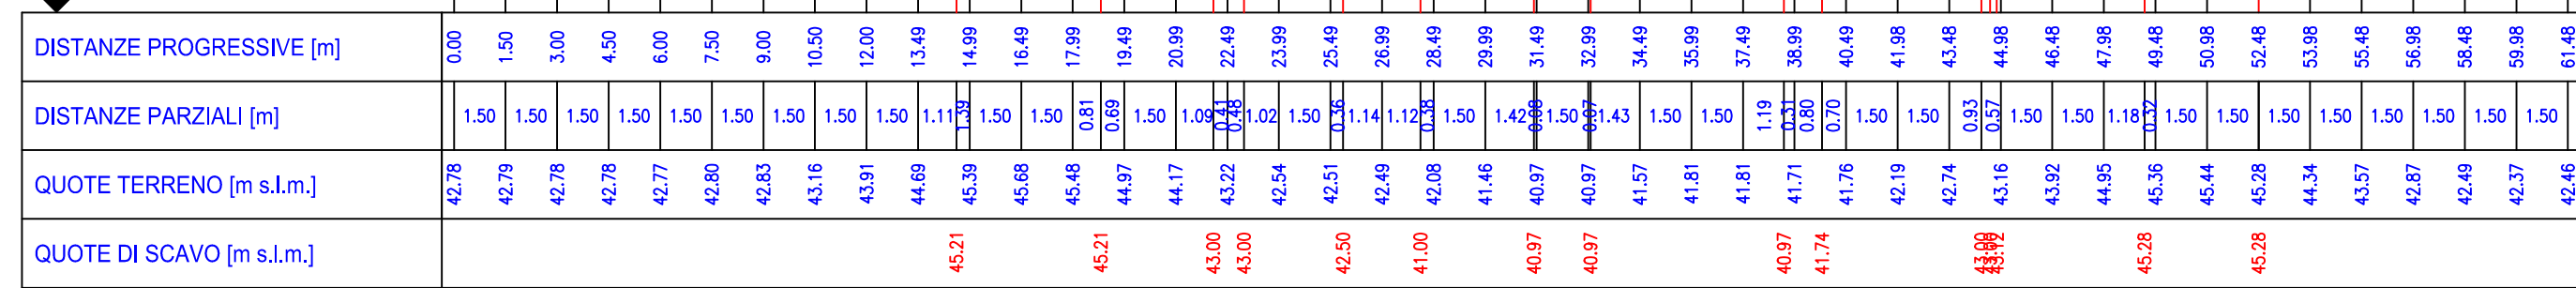 DISTANZE PROGRESSIVE [m] 0.00 1.50 3.00 4.50 6.00 7.50 9.00 10.50 12.00 13.49 14.99 16.49 17.99 19.49 20.99 22.49 23.99 25.49 26.99 28.49 29.99 31.49 32.99 34.49 35.99 37.49 38.99 40.49 41.98 43.48 44.98 46.48 47.98 49.48 50.98 52.48 53.98 55.48 56.98 58.48 59.98 61.48
DISTANZE PARZIALI [m] 1.50 1.50 1.50 1.50 1.50 1.50 1.50 1.50 1.50 1.11 1.39 1.50 1.50 0.81 0.69 1.50 1.09 0.41 0.48 1.02 1.50 0.36 1.14 1.12 0.38 1.50 1.42 0.08 1.50 0.07 1.43 1.50 1.50 1.19 0.31 0.80 0.70 1.50 1.50 0.93 0.57 1.50 1.50 1.18 0.32 1.50 1.50 1.50 1.50 1.50 1.50 1.50 1.50
QUOTE TERRENO [m s.l.m.] 42.78 42.79 42.78 42.78 42.77 42.80 42.83 43.16 43.91 44.69 45.39 45.68 45.48 44.97 44.17 43.22 42.54 42.51 42.49 42.08 41.46 40.97 40.97 41.57 41.81 41.81 41.71 41.76 42.19 42.74 43.16 43.92 44.95 45.36 45.44 45.28 44.34 43.57 42.87 42.49 42.37 42.46
QUOTE DI SCAVO [m s.l.m.] 45.21 45.21 43.00 43.00 42.50 41.00 40.97 40.97 40.97 41.74 43.00 43.12 45.28 45.28